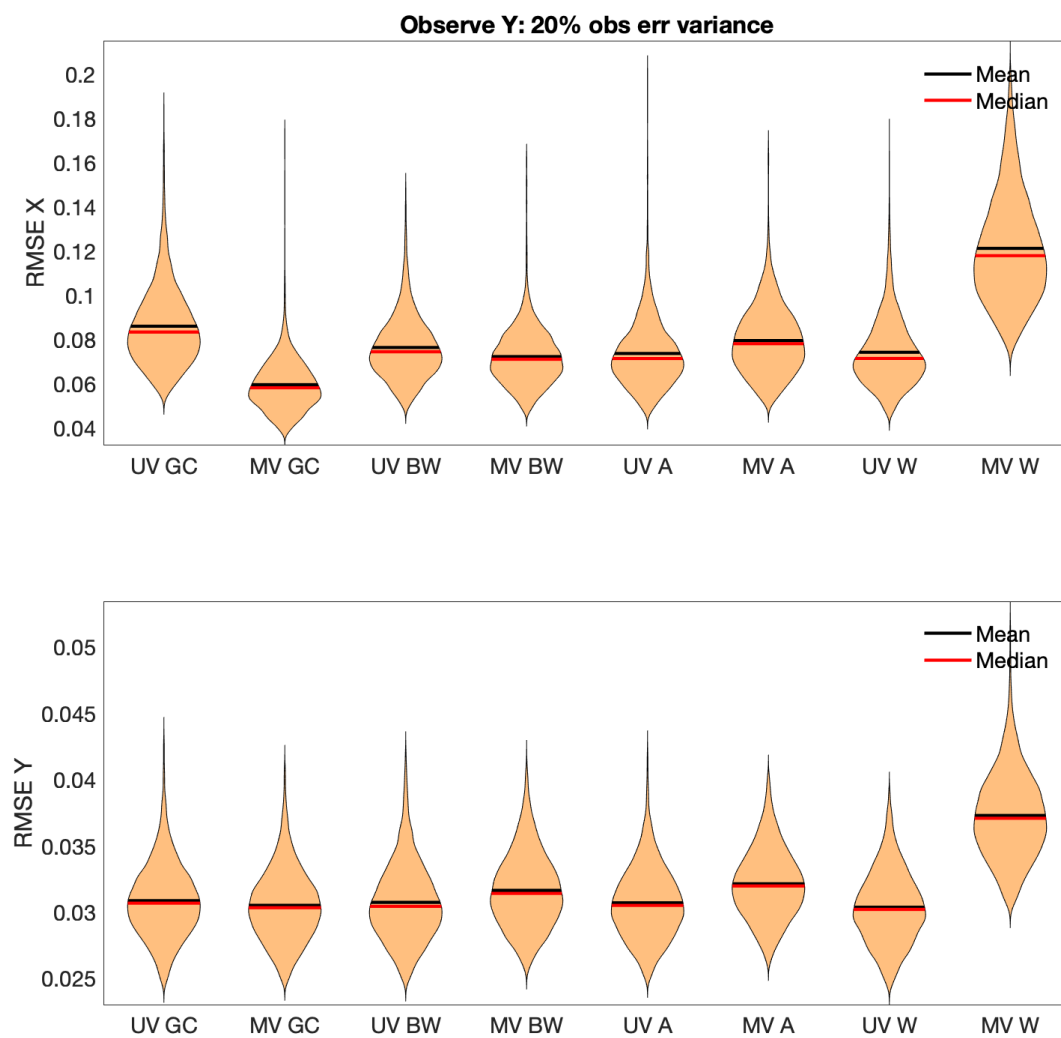 Observe Y: 20% obs err variance
Mean
Median
RMSE X
0.2
0.18
0.16
0.14
0.12
0.1
0.08
0.06
0.04
UV GC MV GC UV BW MV BW UV A MV A UV W MV W
Mean
Median
RMSE Y
0.05
0.045
0.04
0.035
0.03
0.025
UV GC MV GC UV BW MV BW UV A MV A UV W MV W